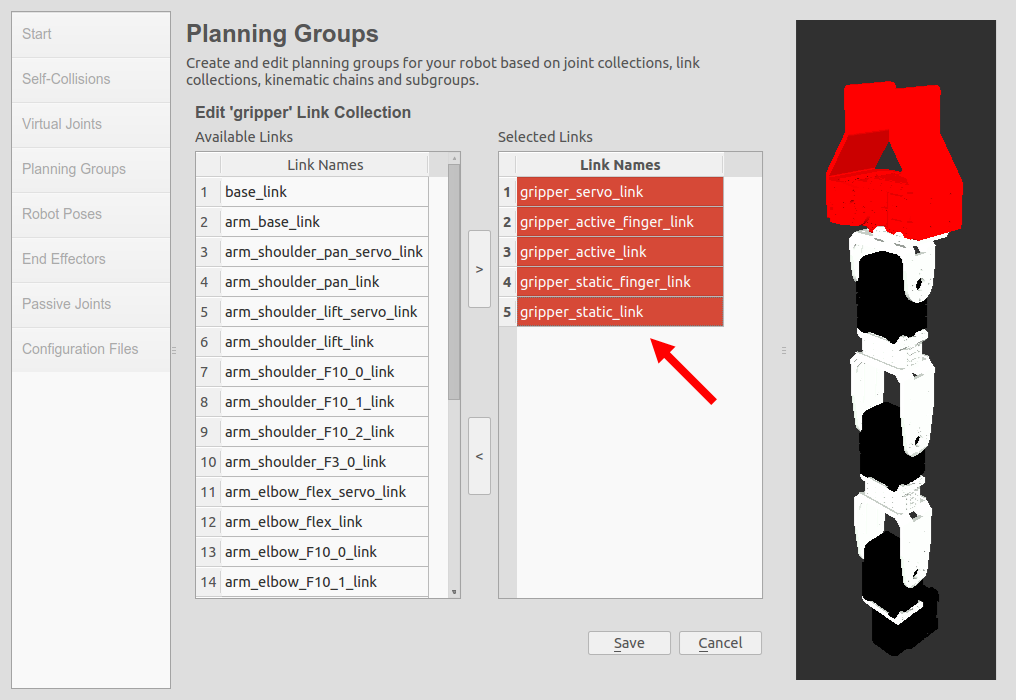 Start
Self-Collisions
Virtual Joints
Planning Groups
Robot Poses
End Effectors
Passive Joints
Configuration Files
Planning Groups
Create and edit planning groups for your robot based on joint collections, link
collections, kinematic chains and subgroups.
Edit 'gripper' Link Collection
Available Links
Link Names
1 base_link
2 arm_base_link
3 arm_shoulder_pan_servo_link
4 arm_shoulder_pan_link
5 arm_shoulder_lift_servo_link
6 arm_shoulder_lift_link
7 arm_shoulder_F10_0_link
8 arm_shoulder_F10_1_link
9 arm_shoulder_F10_2_link
10 arm_shoulder_F3_0_link
11 arm_elbow_flex_servo_link
12 arm_elbow_flex_link
13 arm_elbow_F10_0_link
14 arm_elbow_F10_1_link
>
<
Selected Links
Link Names
1 gripper_servo_link
2 gripper_active_finger_link
3 gripper_active_link
4 gripper_static_finger_link
5 gripper_static_link
Save Cancel